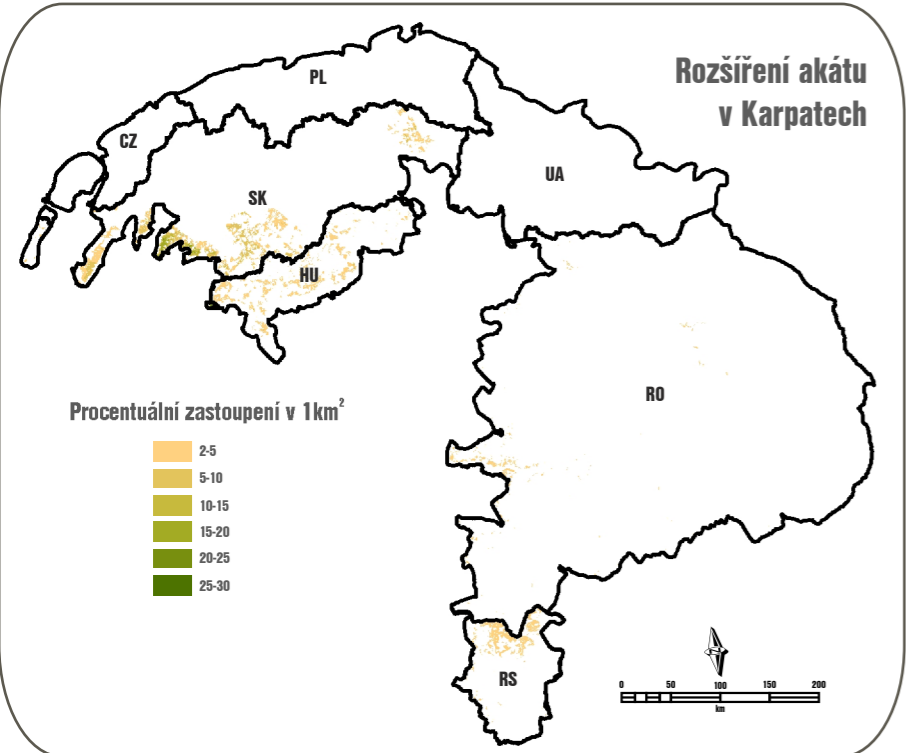 Rozšíření akátu
v Karpatech
PL
CZ
UA
SK
HU
RO
Procentuální zastoupení v 1km²
2-5
5-10
10-15
15-20
20-25
25-30
RS
0 50 100 150 200
km